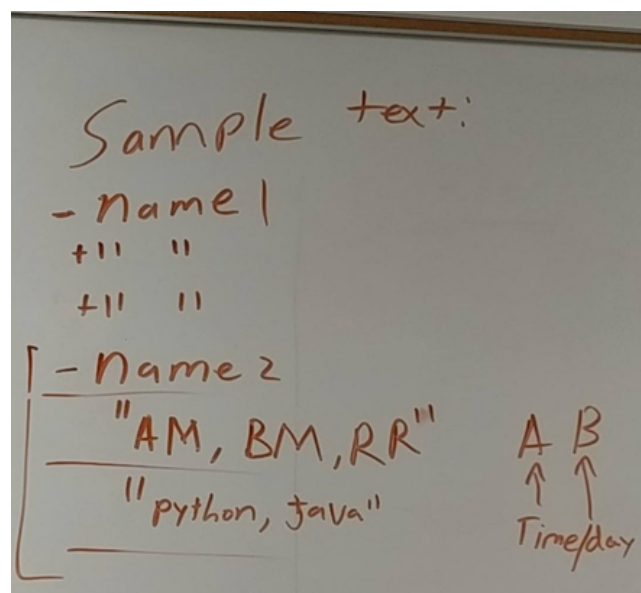 Sample text:
- name1
+" "
+" "
- name2
"AM, BM, RR"
"python, java"
A B
Time/day